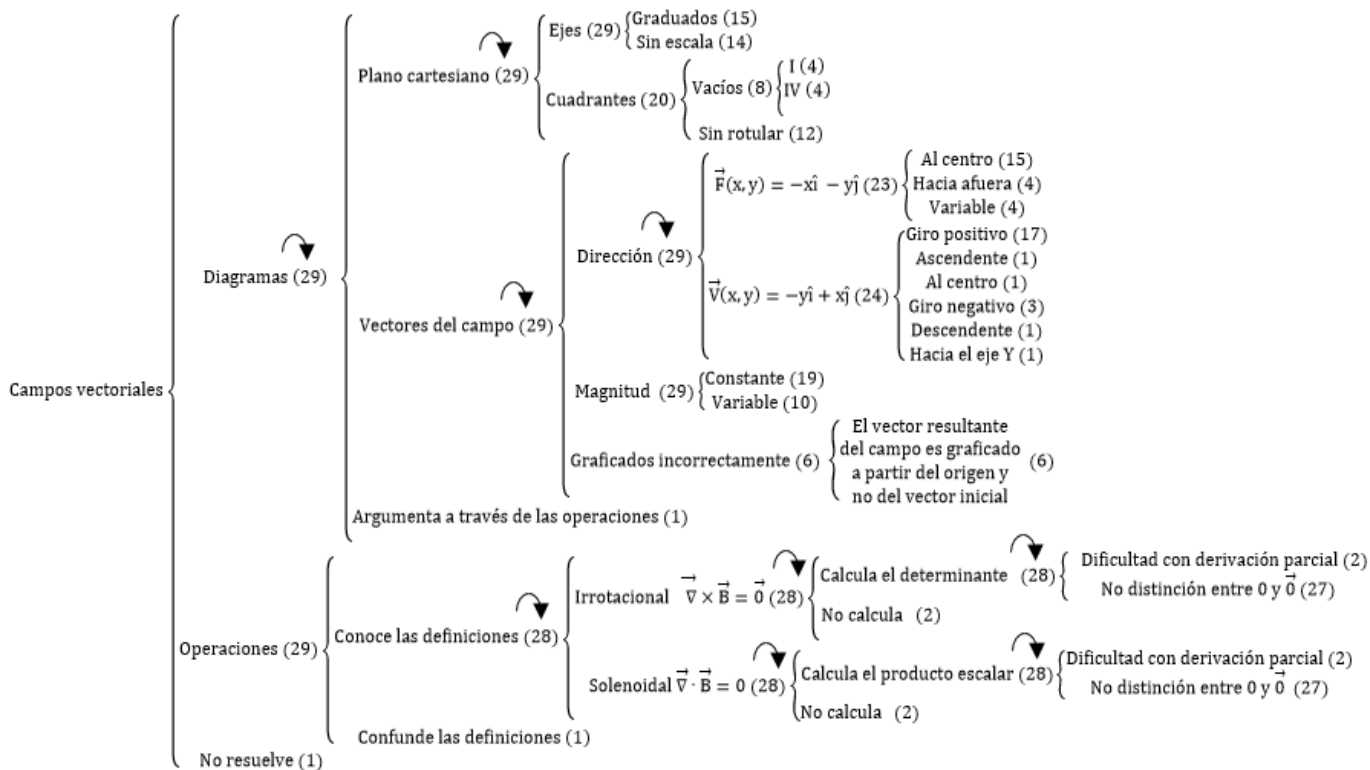 Campos vectoriales
Diagramas (29)
Plano cartesiano (29)
Ejes (29)
Graduados (15)
Sin escala (14)
Cuadrantes (20)
Vacíos (8)
I (4)
IV (4)
Sin rotular (12)
Vectores del campo (29)
Dirección (29)
F⃗(x, y) = −xî − yĵ (23)
Al centro (15)
Hacia afuera (4)
Variable (4)
V⃗(x, y) = −yî + xĵ (24)
Giro positivo (17)
Ascendente (1)
Al centro (1)
Giro negativo (3)
Descendente (1)
Hacia el eje Y (1)
Magnitud (29)
Constante (19)
Variable (10)
Graficados incorrectamente (6)
El vector resultante
del campo es graficado
a partir del origen y
no del vector inicial
(6)
Argumenta a través de las operaciones (1)
Operaciones (29)
Conoce las definiciones (28)
Irrotacional ∇⃗ × B⃗ = 0⃗ (28)
Calcula el determinante (28)
Dificultad con derivación parcial (2)
No distinción entre 0 y 0⃗ (27)
No calcula (2)
Solenoidal ∇⃗ · B⃗ = 0 (28)
Calcula el producto escalar (28)
Dificultad con derivación parcial (2)
No distinción entre 0 y 0⃗ (27)
No calcula (2)
Confunde las definiciones (1)
No resuelve (1)